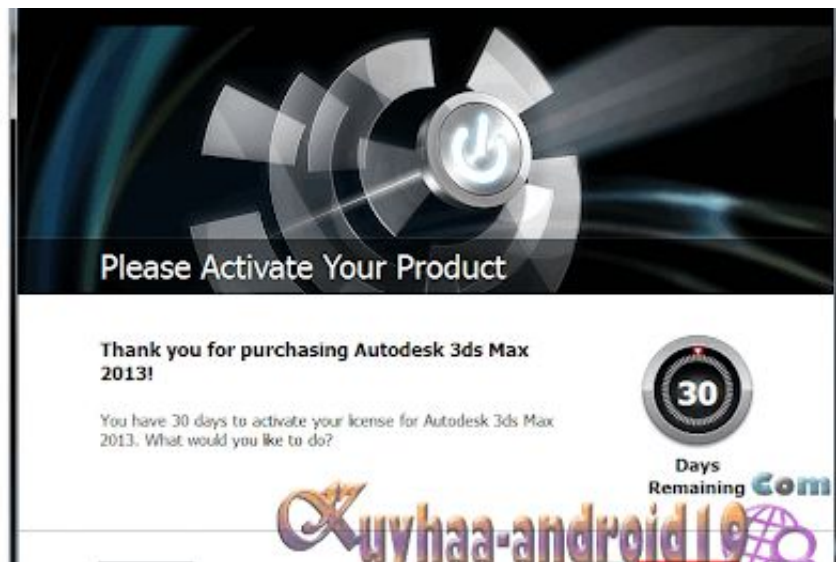 Please Activate Your Product
Thank you for purchasing Autodesk 3ds Max
2013!
You have 30 days to activate your license for Autodesk 3ds Max
2013. What would you like to do?
30
Days
Remaining
Kuyhaa-android19
Com